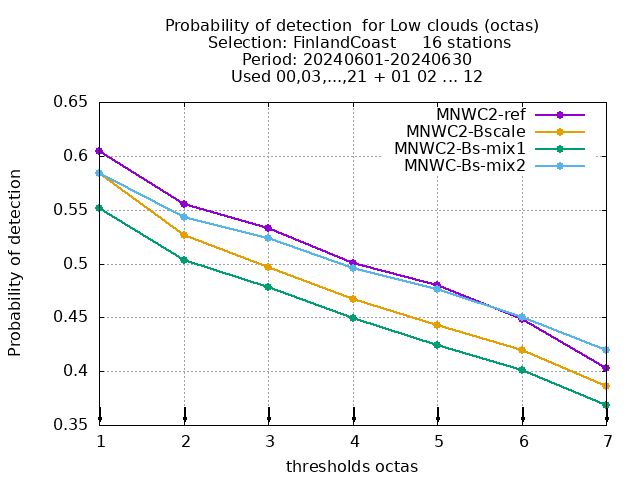 Probability of detection  for Low clouds (octas)
Selection: FinlandCoast     16 stations
Period: 20240601-20240630
Used 00,03,...,21 + 01 02 ... 12
MNWC2-ref
MNWC2-Bscale
MNWC2-Bs-mix1
MNWC-Bs-mix2
Probability of detection
0.65
0.6
0.55
0.5
0.45
0.4
0.35
1 2 3 4 5 6 7
thresholds octas